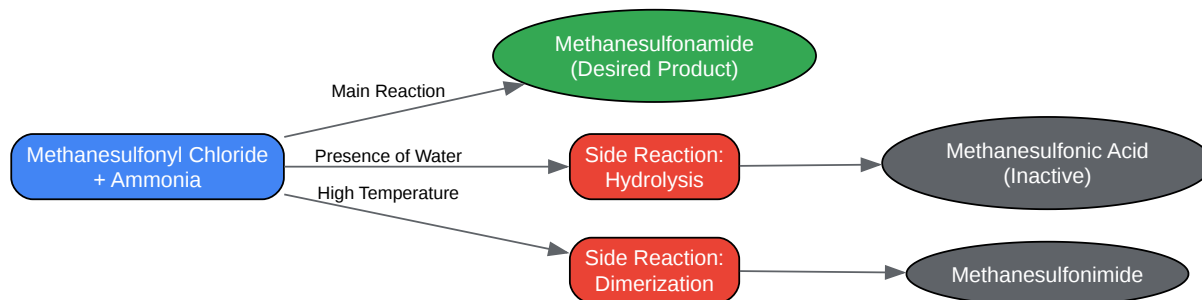 Methanesulfonamide
(Desired Product)
Main Reaction
Methanesulfonyl Chloride
+ Ammonia
Presence of Water
Side Reaction:
Hydrolysis
Methanesulfonic Acid
(Inactive)
High Temperature
Side Reaction:
Dimerization
Methanesulfonimide